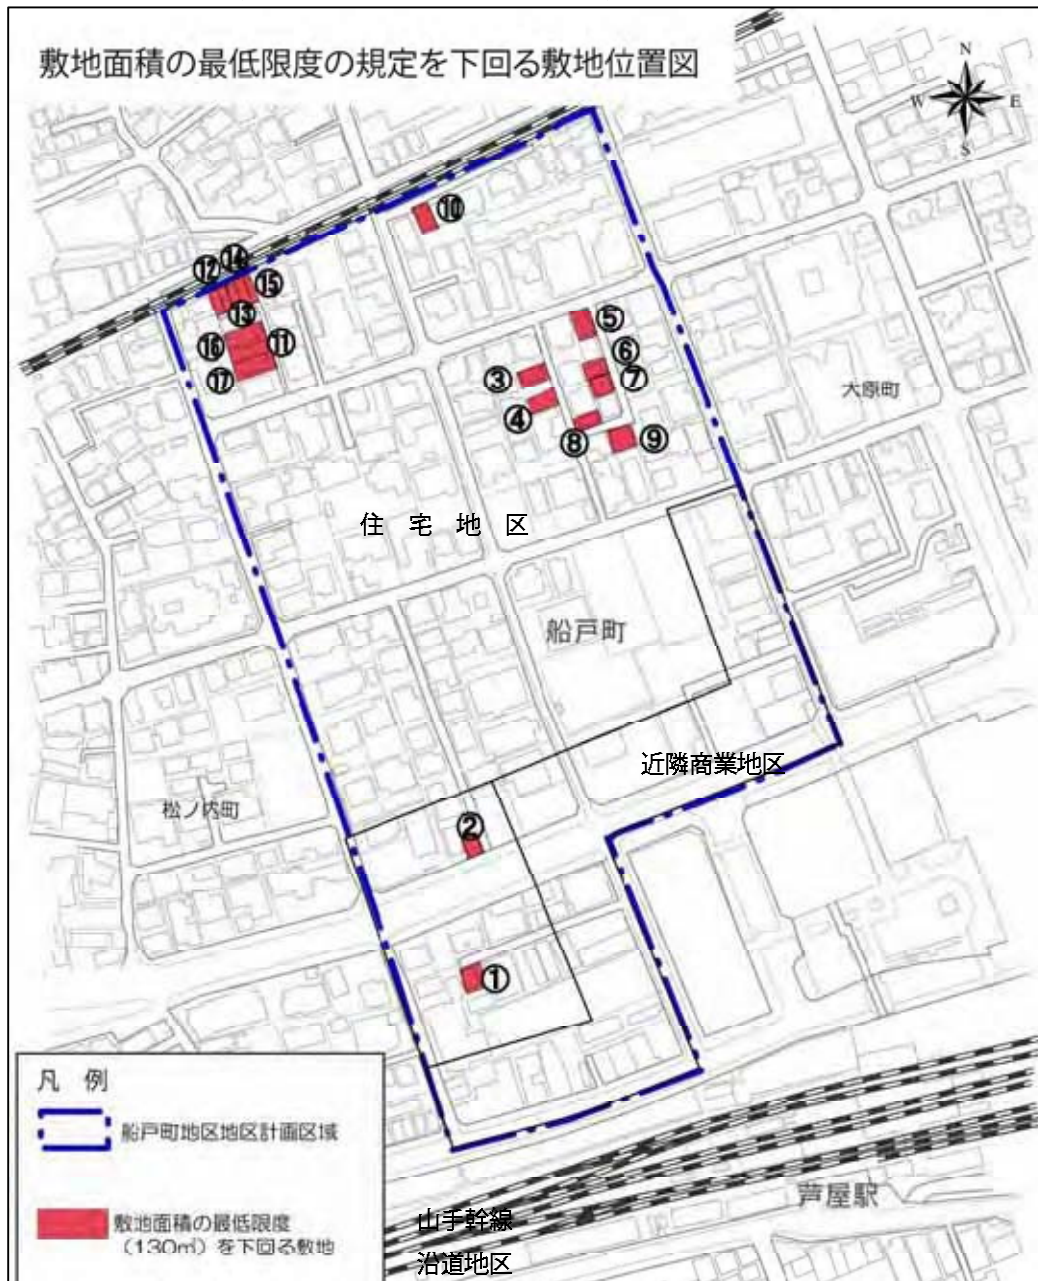 敷地面積の最低限度の規定を下回る敷地位置図
N
W E
S
⑩
⑫ ⑭
⑮
⑬
⑯ ⑪
⑰
⑤
⑥
③ ⑦
④
⑧ ⑨
大原町
住 宅 地 区
船戸町
近隣商業地区
松ノ内町
②
①
凡 例
船戸町地区地区計画区域
敷地面積の最低限度
(130㎡)を下回る敷地
芦屋駅
山手幹線
沿道地区